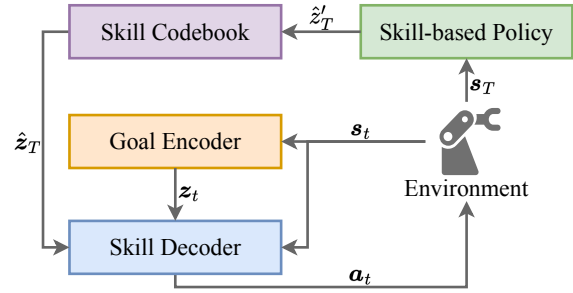 Skill Codebook
ẑ′_T
Skill-based Policy
s_T
ẑ_T
Goal Encoder
s_t
Environment
z_t
Skill Decoder
a_t